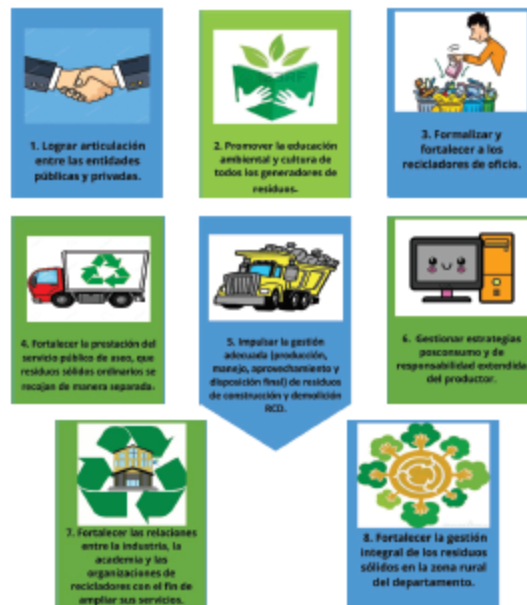 1. Lograr articulación
entre las entidades
públicas y privadas.
2. Promover la educación
ambiental y cultura de
todos los generadores de
residuos.
3. Formalizar y
fortalecer a los
recicladores de oficio.
4. Fortalecer la prestación del
servicio público de aseo, que
residuos sólidos ordinarios se
recojan de manera separada.
5. Impulsar la gestión
adecuada (producción,
manejo, aprovechamiento y
disposición final) de residuos
de construcción y demolición
RCD.
6. Gestionar estrategias
posconsumo y de
responsabilidad extendida
del productor.
7. Fortalecer las relaciones
entre la industria, la
academia y las
organizaciones de
recicladores con el fin de
ampliar sus servicios.
8. Fortalecer la gestión
integral de los residuos
sólidos en la zona rural
del departamento.